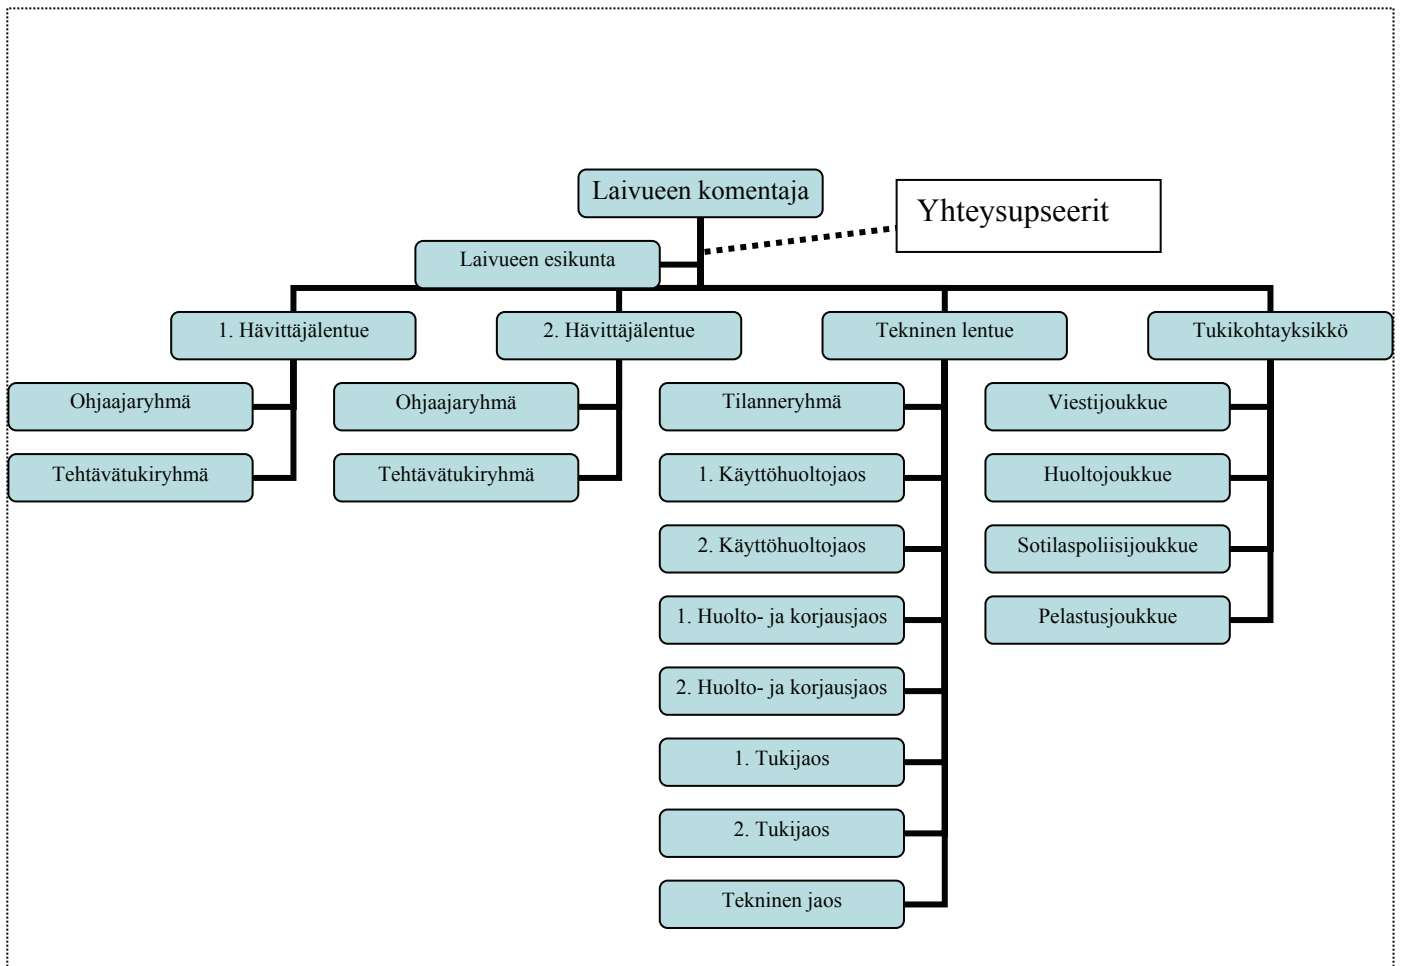 Laivueen komentaja
Yhteysupseerit
Laivueen esikunta
1. Hävittäjälentue
2. Hävittäjälentue
Tekninen lentue
Tukikohtayksikkö
Ohjaajaryhmä
Ohjaajaryhmä
Tilanneryhmä
Viestijoukkue
Tehtävätukiryhmä
Tehtävätukiryhmä
1. Käyttöhuoltojaos
Huoltojoukkue
2. Käyttöhuoltojaos
Sotilaspoliisijoukkue
1. Huolto- ja korjausjaos
Pelastusjoukkue
2. Huolto- ja korjausjaos
1. Tukijaos
2. Tukijaos
Tekninen jaos